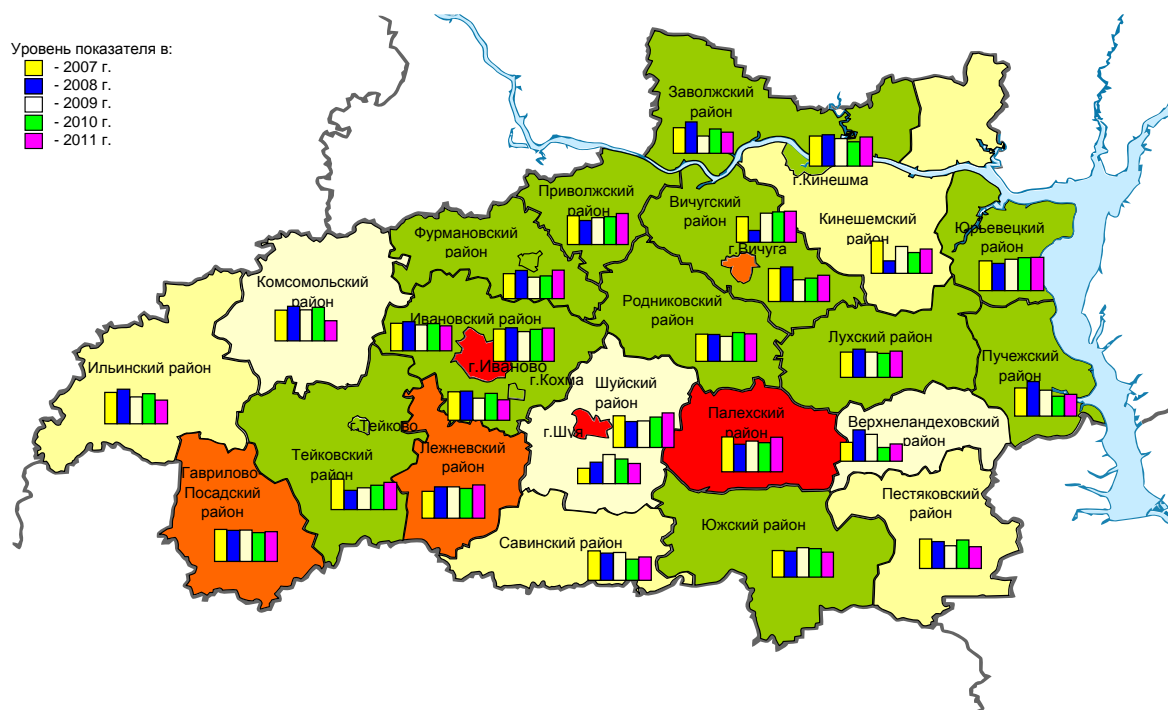 Уровень показателя в:
- 2007 г.
- 2008 г.
- 2009 г.
- 2010 г.
- 2011 г.
Заволжский
район
г.Кинешма
Приволжский
район
Вичугский
район
Кинешемский
район
Юрьевецкий
район
Фурмановский
район
г.Вичуга
Комсомольский
район
Родниковский
район
Ивановский район
г.Иваново
г.Кохма
Лухский район
Пучежский
район
Ильинский район
Шуйский
район
г.Шуя
Палехский
район
Верхнеландеховский
район
г.Тейково
Тейковский
район
Лежневский
район
Гаврилово-
Посадский
район
Пестяковский
район
Савинский район
Южский район